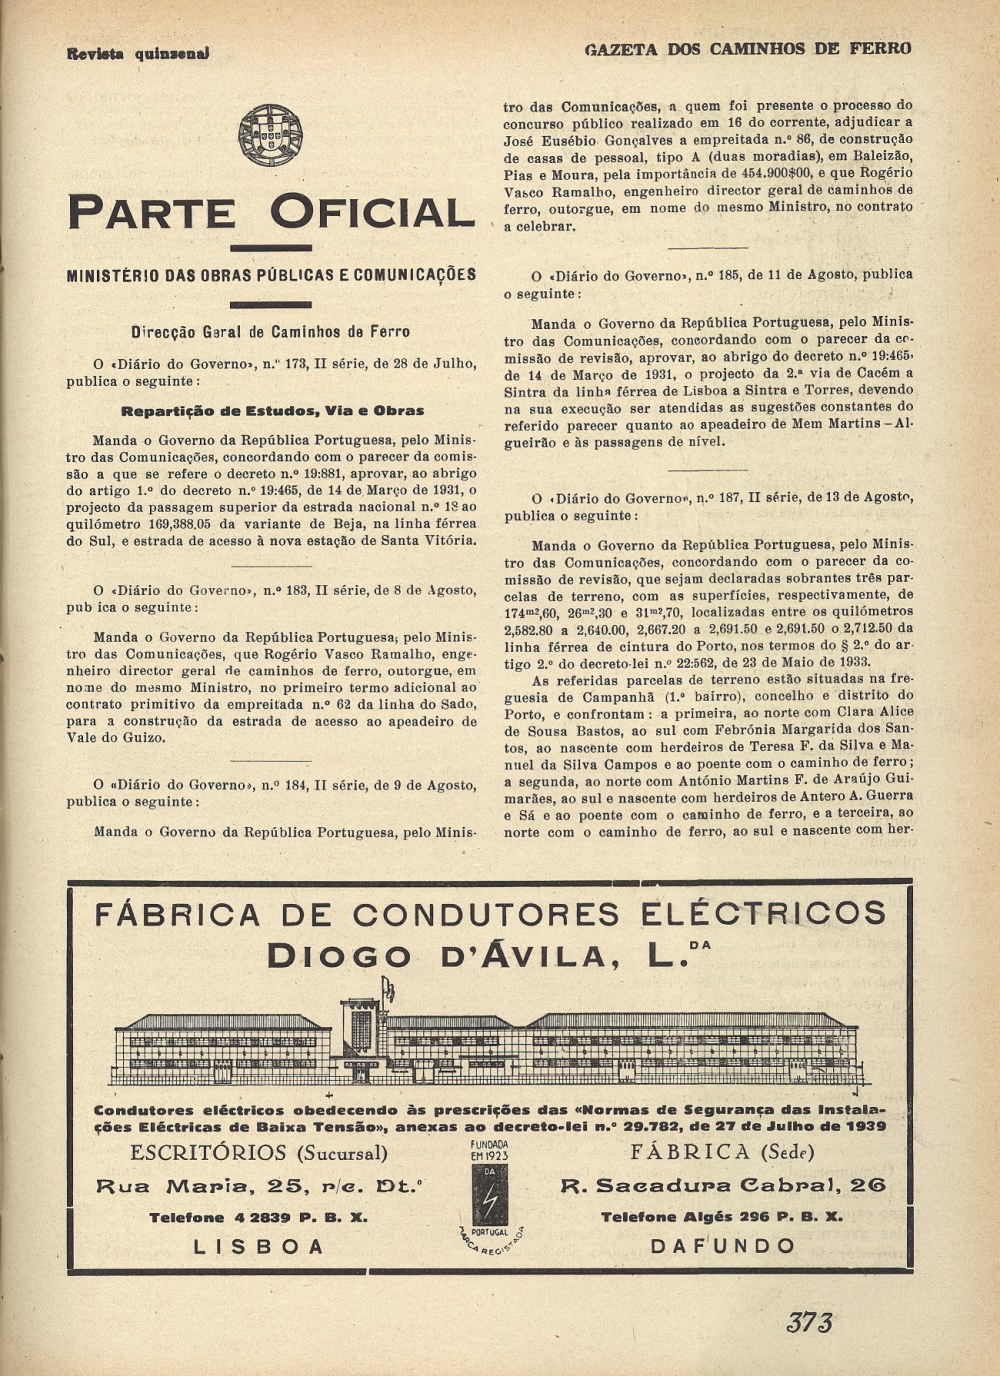 Revista quinzenal
GAZETA DOS CAMINHOS DE FERRO
PARTE OFICIAL
MINISTÉRIO DAS OBRAS PÚBLICAS E COMUNICAÇÕES
Direcção Geral de Caminhos de Ferro
O «Diário do Governo», n.º 173, II série, de 28 de Julho,
publica o seguinte:
Repartição de Estudos, Via e Obras
Manda o Governo da República Portuguesa, pelo Minis-
tro das Comunicações, concordando com o parecer da comis-
são a que se refere o decreto n.º 19:881, aprovar, ao abrigo
do artigo 1.º do decreto n.º 19:465, de 14 de Março de 1931, o
projecto da passagem superior da estrada nacional n.º 18 ao
quilómetro 169,388,05 da variante de Beja, na linha férrea
do Sul, e estrada de acesso à nova estação de Santa Vitória.
O «Diário do Governo», n.º 183, II série, de 8 de Agosto,
pub ica o seguinte:
Manda o Governo da República Portuguesa, pelo Minis-
tro das Comunicações, que Rogério Vasco Ramalho, enge-
nheiro director geral de caminhos de ferro, outorgue, em
nome do mesmo Ministro, no primeiro termo adicional ao
contrato primitivo da empreitada n.º 62 da linha do Sado,
para a construção da estrada de acesso ao apeadeiro de
Vale do Guizo.
O «Diário do Governo», n.º 184, II série, de 9 de Agosto,
publica o seguinte:
Manda o Governo da República Portuguesa, pelo Minis-
tro das Comunicações, a quem foi presente o processo do
concurso público realizado em 16 do corrente, adjudicar a
José Eusébio Gonçalves a empreitada n.º 86, de construção
de casas de pessoal, tipo A (duas moradias), em Baleizão,
Pias e Moura, pela importância de 454.900$00, e que Rogério
Vasco Ramalho, engenheiro director geral de caminhos de
ferro, outorgue, em nome do mesmo Ministro, no contrato
a celebrar.
O «Diário do Governo», n.º 185, de 11 de Agosto, publica
o seguinte:
Manda o Governo da República Portuguesa, pelo Minis-
tro das Comunicações, concordando com o parecer da co-
missão de revisão, aprovar, ao abrigo do decreto n.º 19:465,
de 14 de Março de 1931, o projecto da 2.ª via de Cacém a
Sintra da linha férrea de Lisboa a Sintra e Torres, devendo
na sua execução ser atendidas as sugestões constantes do
referido parecer quanto ao apeadeiro de Mem Martins-Al-
gueirão e às passagens de nível.
O «Diário do Governo», n.º 187, II série, de 13 de Agosto,
publica o seguinte:
Manda o Governo da República Portuguesa, pelo Minis-
tro das Comunicações, concordando com o parecer da co-
missão de revisão, que sejam declaradas sobrantes três par-
celas de terreno, com as superfícies, respectivamente, de
174m2,60, 26m2,30 e 31m2,70, localizadas entre os quilómetros
2,582.80 a 2,640.00, 2,667.20 a 2,691.50 e 2,691.50 o 2,712.50 da
linha férrea de cintura do Porto, nos termos do § 2.º do ar-
tigo 2.º do decreto-lei n.º 22:562, de 23 de Maio de 1933.
As referidas parcelas de terreno estão situadas na fre-
guesia de Campanhã (1.º bairro), concelho e distrito do
Porto, e confrontam: a primeira, ao norte com Clara Alice
de Sousa Bastos, ao sul com Febrónia Margarida dos San-
tos, ao nascente com herdeiros de Teresa F. da Silva e Ma-
nuel da Silva Campos e ao poente com o caminho de ferro;
a segunda, ao norte com António Martins F. de Araújo Gui-
marães, ao sul e nascente com herdeiros de Antero A. Guerra
e Sá e ao poente com o caminho de ferro, e a terceira, ao
norte com o caminho de ferro, ao sul e nascente com her-
FÁBRICA DE CONDUTORES ELÉCTRICOS
DIOGO D'ÁVILA, L.DA
Condutores eléctricos obedecendo às prescrições das «Normas de Segurança das Instala-
ções Eléctricas de Baixa Tensão», anexas ao decreto-lei n.º 29.782, de 27 de Julho de 1939
ESCRITÓRIOS (Sucursal)
Rua Maria, 25, r/c. Dt.º
Telefone 4 2839 P. B. X.
LISBOA
FUNDADA
EM 1923
DA
PORTUGAL
MARCA REGISTADA
FÁBRICA (Sede)
R. Sacadura Cabral, 26
Telefone Algés 296 P. B. X.
DAFUNDO
373